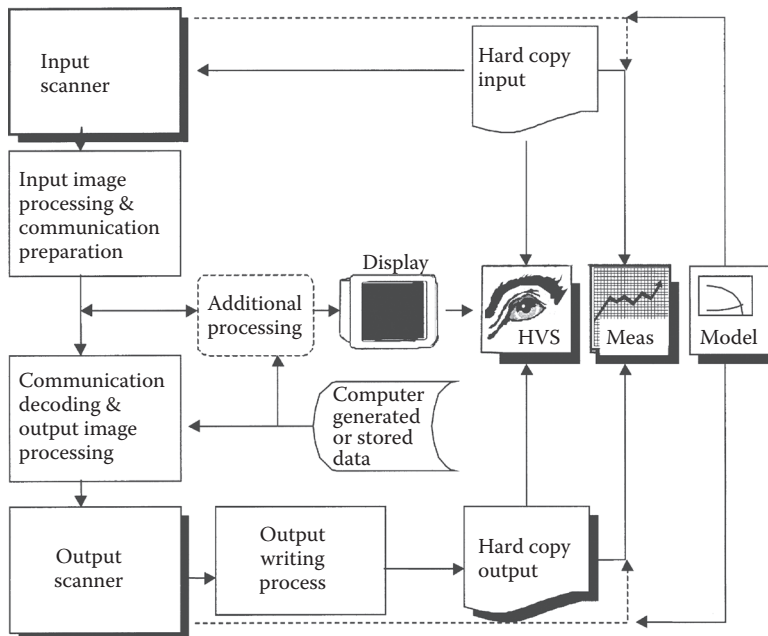 Input
scanner
Hard copy
input
Input image
processing &
communication
preparation
Display
Additional
processing
HVS
Meas
Model
Communication
decoding &
output image
processing
Computer
generated
or stored
data
Output
scanner
Output
writing
process
Hard copy
output